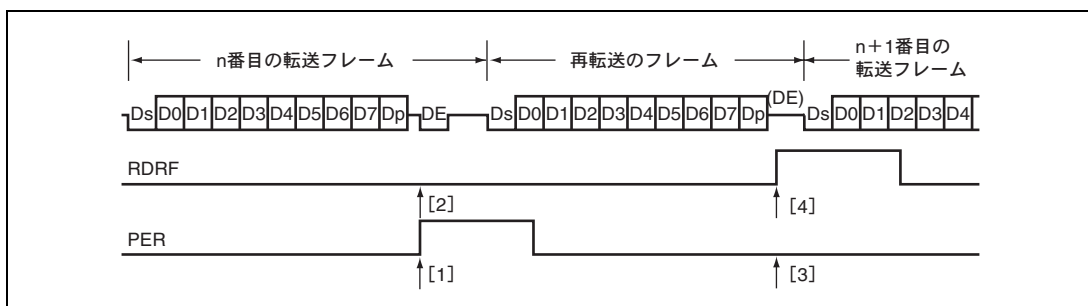 n番目の転送フレーム
再転送のフレーム
n+1番目の
転送フレーム
Ds D0 D1 D2 D3 D4 D5 D6 D7 Dp DE
Ds D0 D1 D2 D3 D4 D5 D6 D7 Dp (DE)
Ds D0 D1 D2 D3 D4
RDRF
[2]
[4]
PER
[1]
[3]